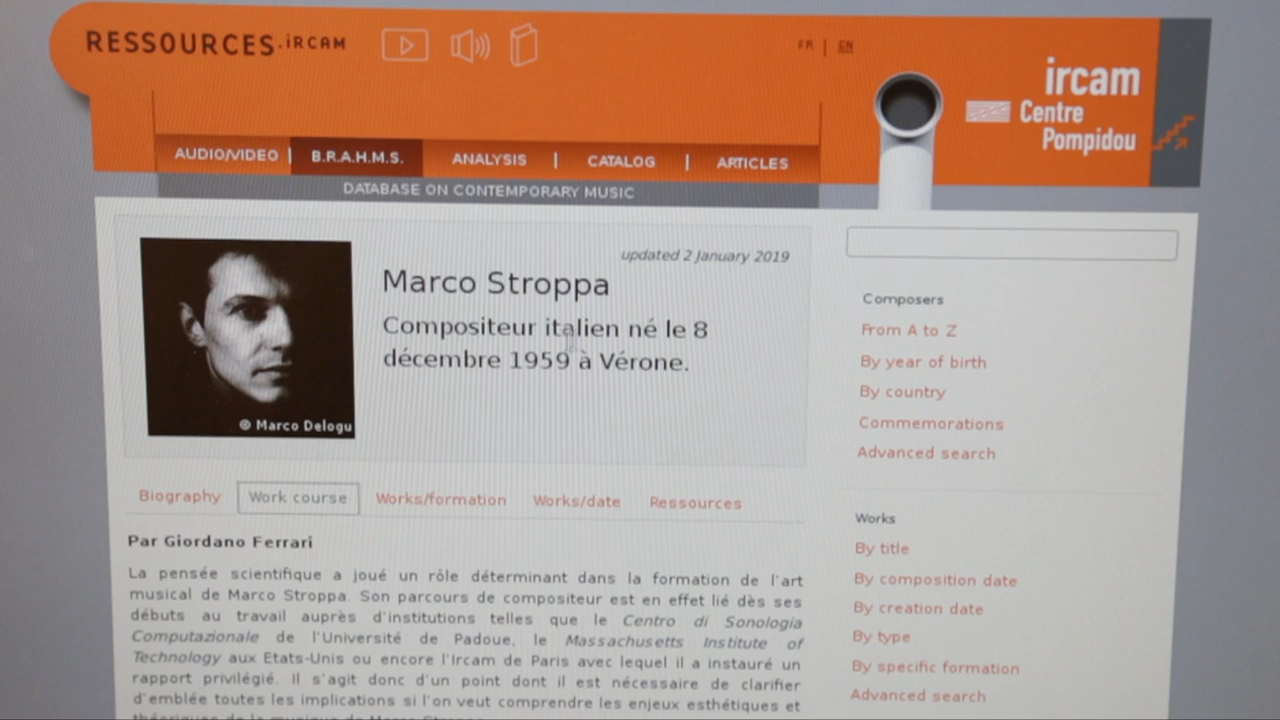 RESSOURCES.IRCAM
FR | EN
ircam
Centre
Pompidou
AUDIO/VIDEO | B.R.A.H.M.S. ANALYSIS | CATALOG | ARTICLES
DATABASE ON CONTEMPORARY MUSIC
updated 2 January 2019
Marco Stroppa
Compositeur italien né le 8
décembre 1959 à Vérone.
© Marco Delogu
Biography Work course Works/formation Works/date Ressources
Par Giordano Ferrari
La pensée scientifique a joué un rôle déterminant dans la formation de l'art
musical de Marco Stroppa. Son parcours de compositeur est en effet lié dès ses
débuts au travail auprès d'institutions telles que le Centro di Sonologia
Computazionale de l'Université de Padoue, le Massachusetts Institute of
Technology aux Etats-Unis ou encore l'Ircam de Paris avec lequel il a instauré un
rapport privilégié. Il s'agit donc d'un point dont il est nécessaire de clarifier
d'emblée toutes les implications si l'on veut comprendre les enjeux esthétiques et
théoriques de la musique de Marco Stroppa
Composers
From A to Z
By year of birth
By country
Commemorations
Advanced search
Works
By title
By composition date
By creation date
By type
By specific formation
Advanced search